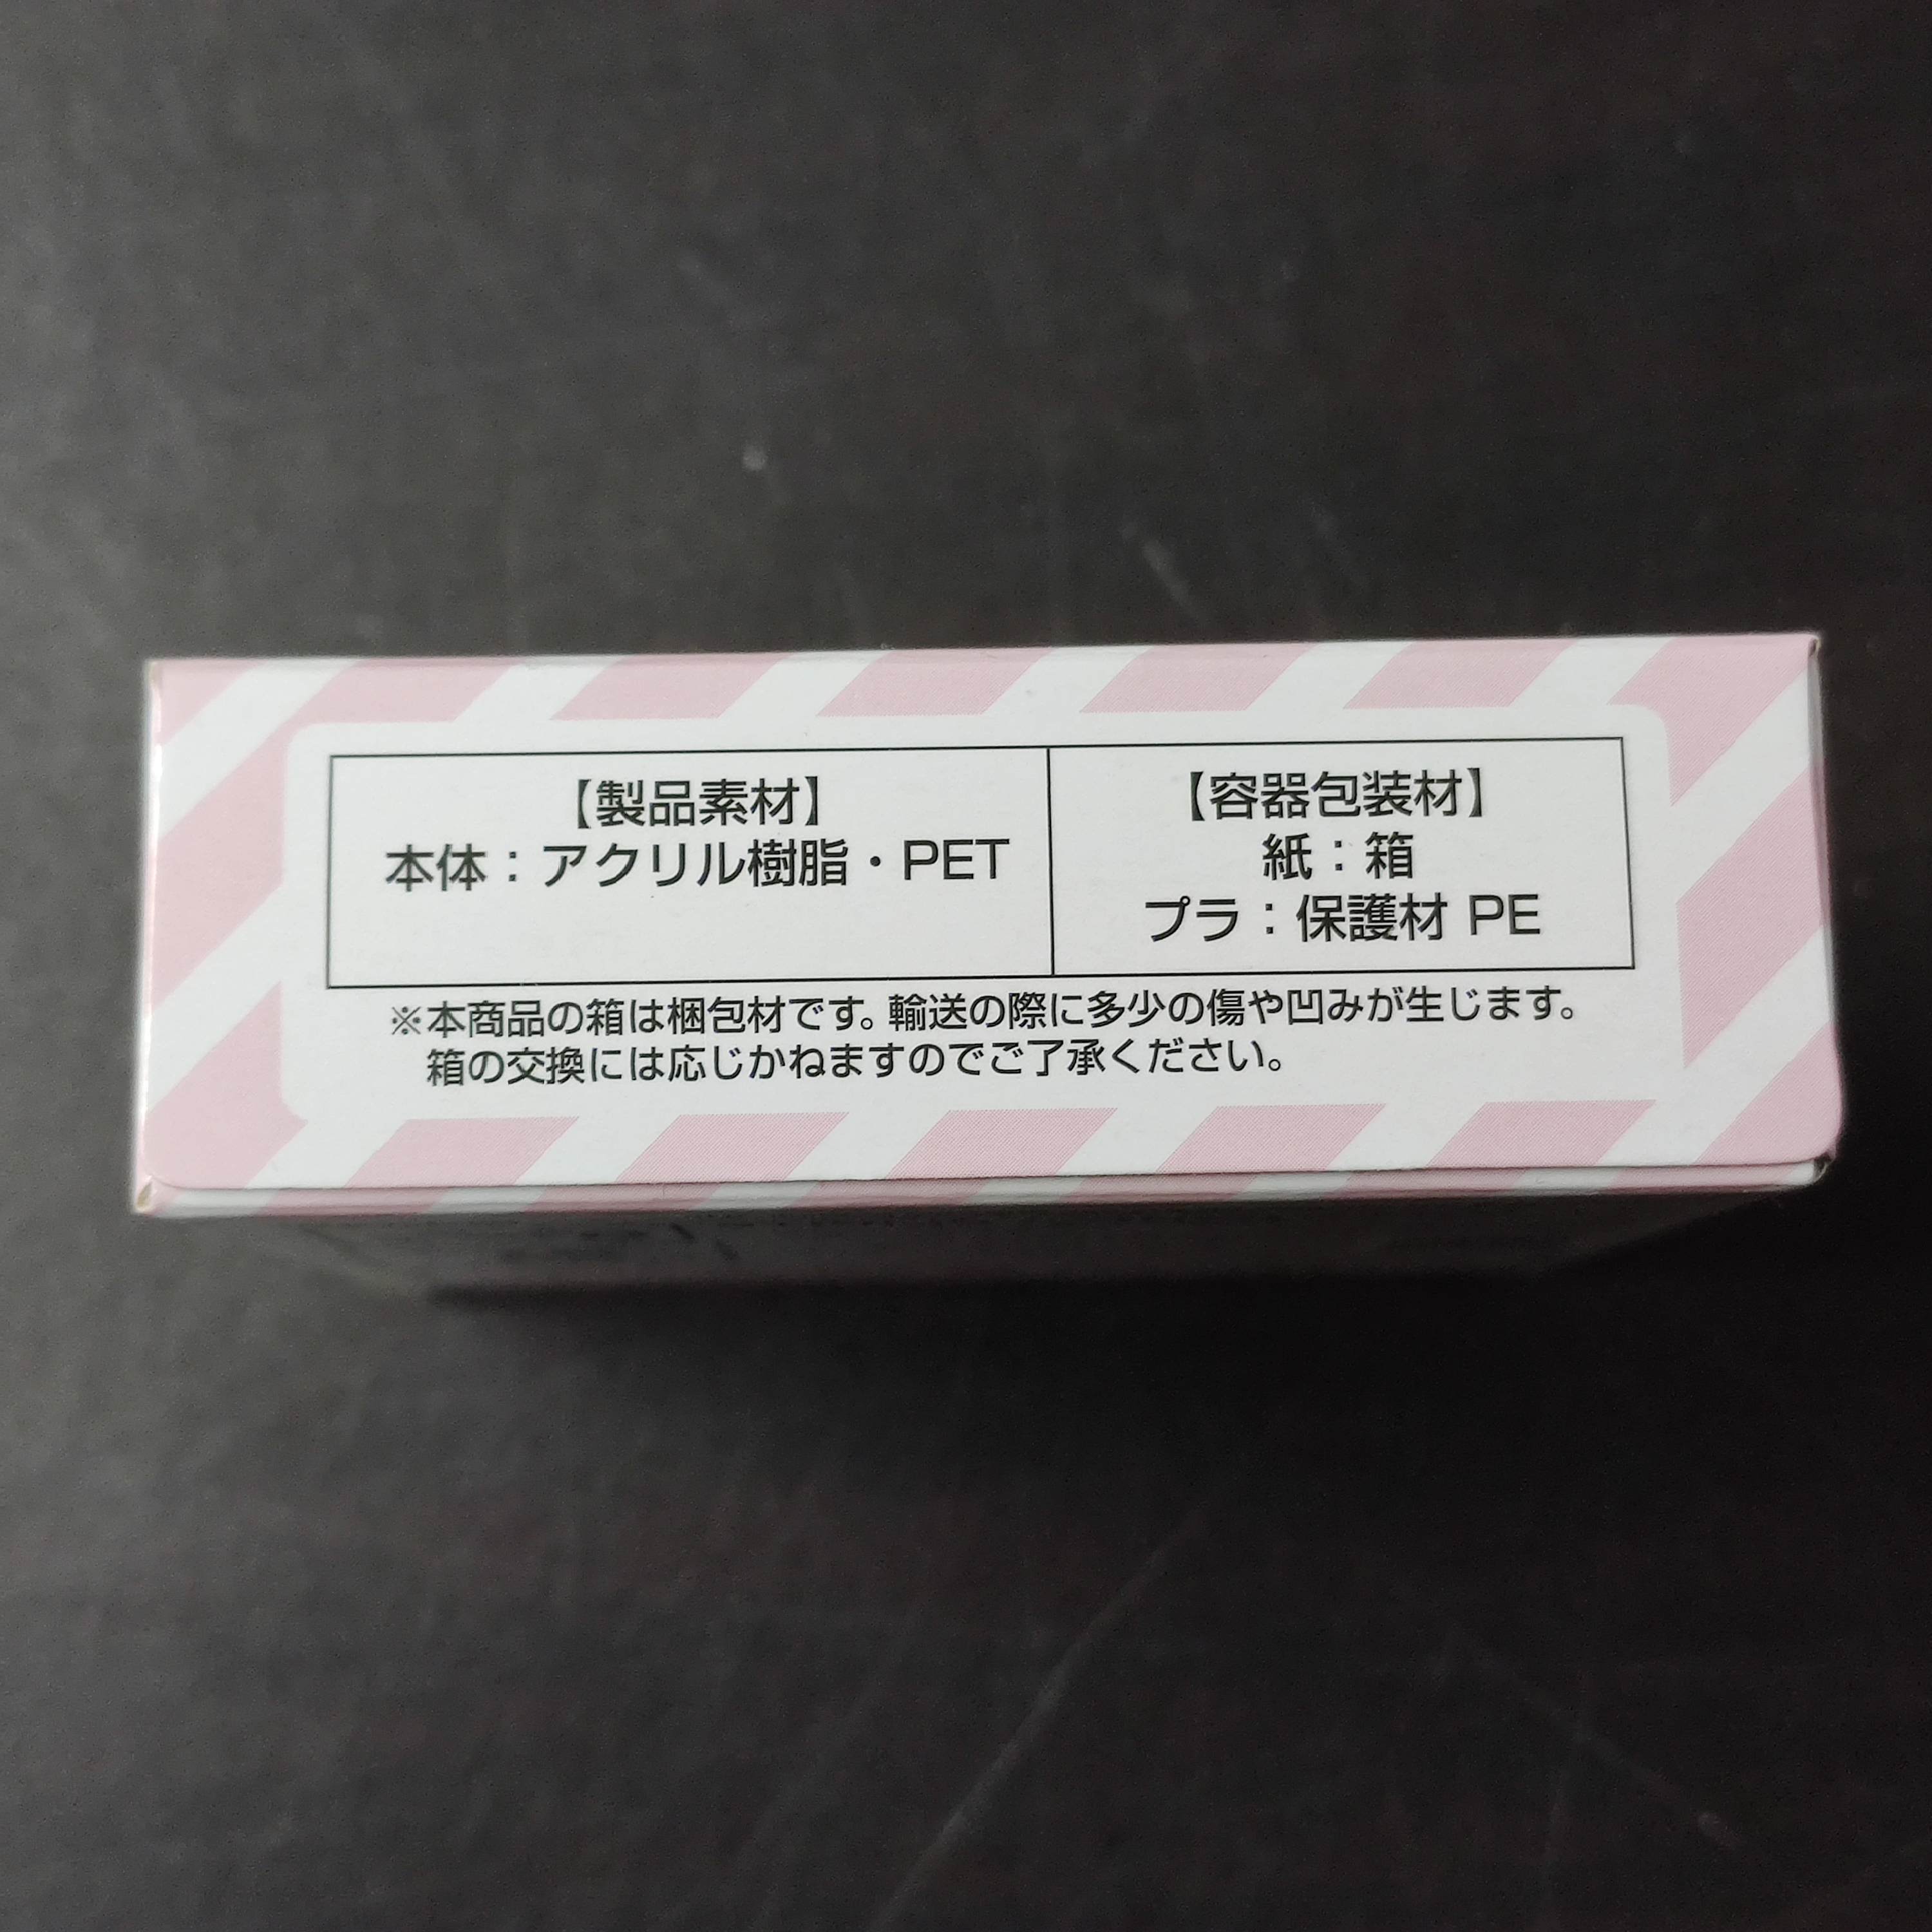 【製品素材】
本体：アクリル樹脂・PET
【容器包装材】
紙：箱
プラ：保護材 PE
※本商品の箱は梱包材です。輸送の際に多少の傷や凹みが生じます。
箱の交換には応じかねますのでご了承ください。